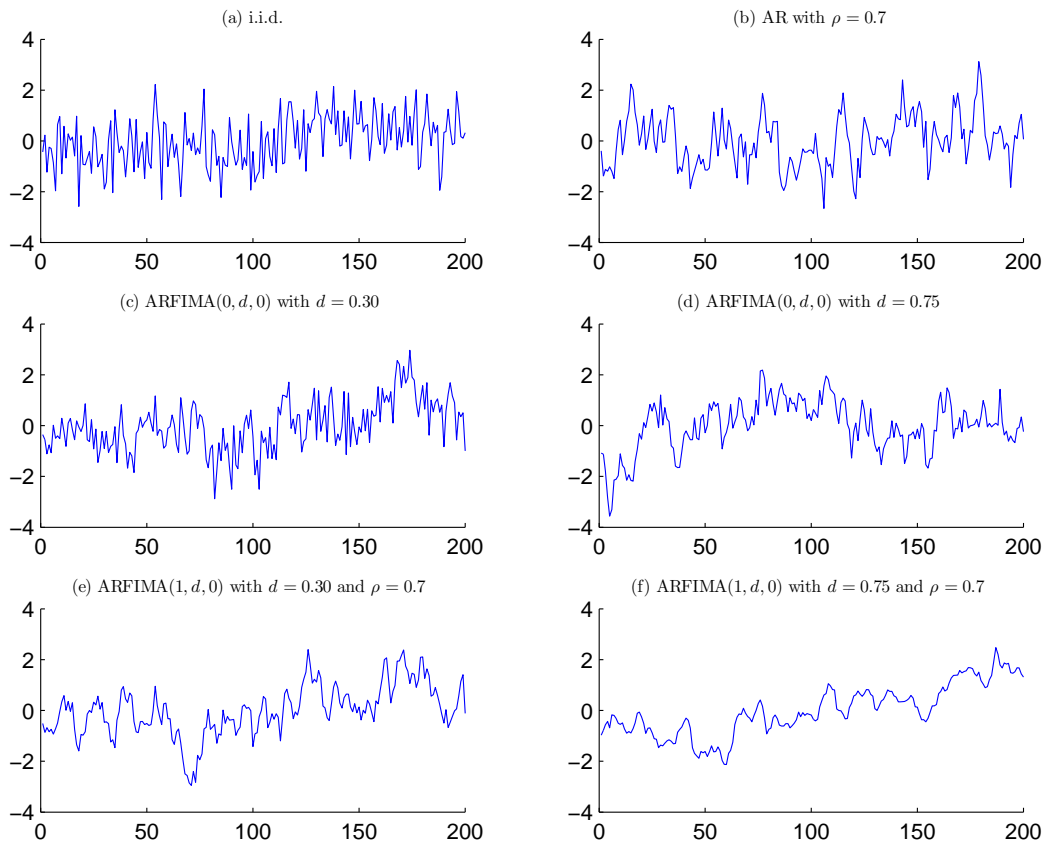 (a) i.i.d.
4
2
0
−2
−4
0 50 100 150 200
(b) AR with ρ = 0.7
4
2
0
−2
−4
0 50 100 150 200
(c) ARFIMA(0, d, 0) with d = 0.30
4
2
0
−2
−4
0 50 100 150 200
(d) ARFIMA(0, d, 0) with d = 0.75
4
2
0
−2
−4
0 50 100 150 200
(e) ARFIMA(1, d, 0) with d = 0.30 and ρ = 0.7
4
2
0
−2
−4
0 50 100 150 200
(f) ARFIMA(1, d, 0) with d = 0.75 and ρ = 0.7
4
2
0
−2
−4
0 50 100 150 200